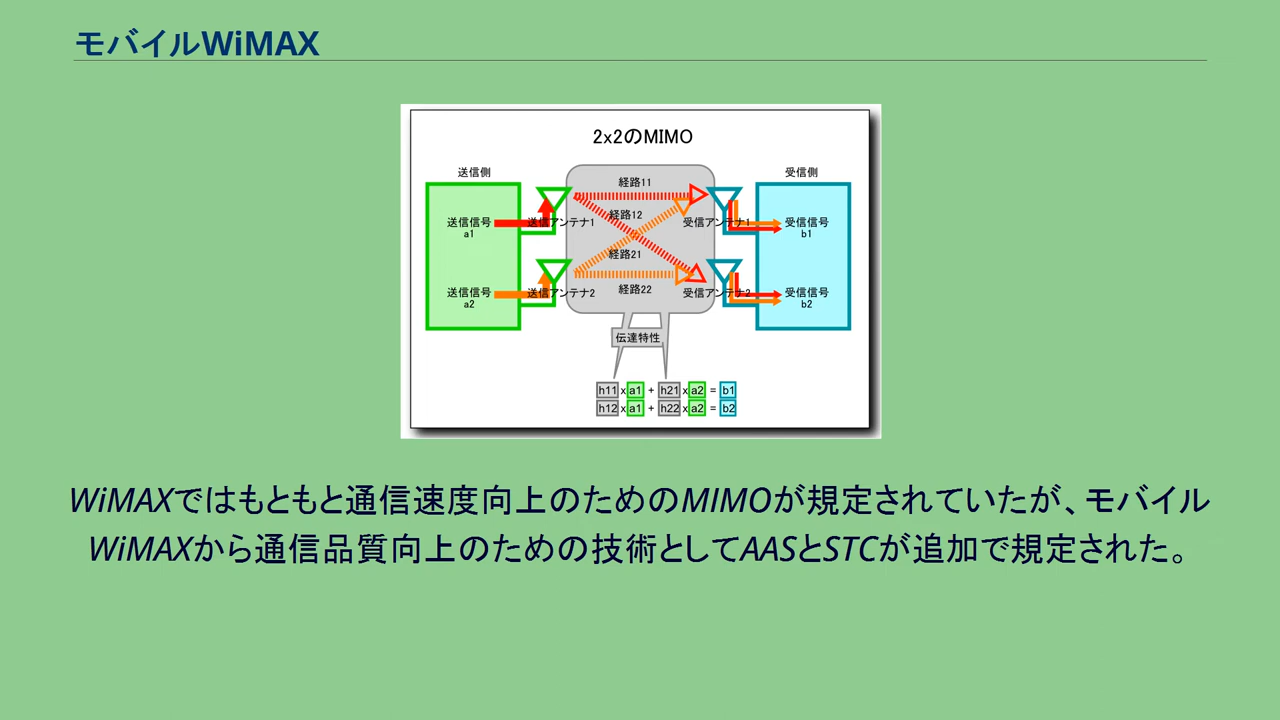 モバイルWiMAX
2x2のMIMO
送信側
受信側
経路11
送信信号
a1
送信アンテナ1
経路12
受信アンテナ1
受信信号
b1
経路21
送信信号
a2
送信アンテナ2
経路22
受信アンテナ2
受信信号
b2
伝達特性
h11 x a1 + h21 x a2 = b1
h12 x a1 + h22 x a2 = b2
WiMAXではもともと通信速度向上のためのMIMOが規定されていたが、モバイル
WiMAXから通信品質向上のための技術としてAASとSTCが追加で規定された。